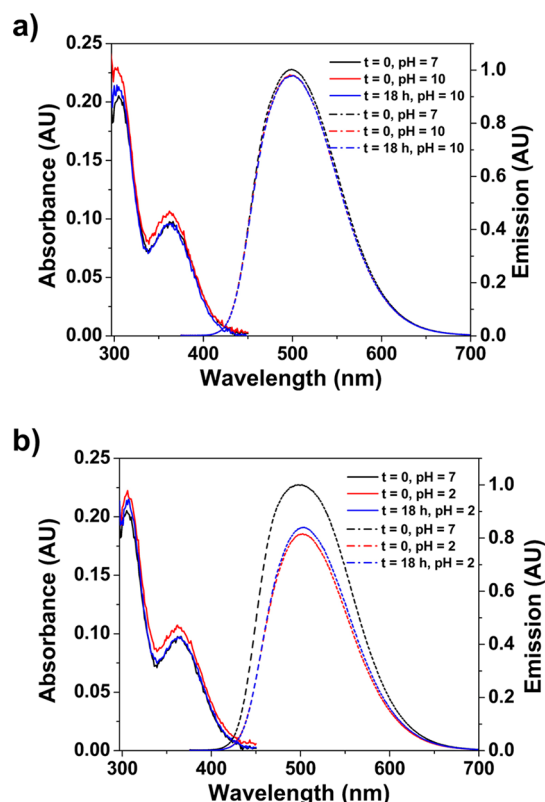 a)
0.25
0.20
0.15
0.10
0.05
0.00
Absorbance (AU)
t = 0, pH = 7
t = 0, pH = 10
t = 18 h, pH = 10
t = 0, pH = 7
t = 0, pH = 10
t = 18 h, pH = 10
1.0
0.8
0.6
0.4
0.2
0.0
Emission (AU)
300 400 500 600 700
Wavelength (nm)
b)
0.25
0.20
0.15
0.10
0.05
0.00
Absorbance (AU)
t = 0, pH = 7
t = 0, pH = 2
t = 18 h, pH = 2
t = 0, pH = 7
t = 0, pH = 2
t = 18 h, pH = 2
1.0
0.8
0.6
0.4
0.2
0.0
Emission (AU)
300 400 500 600 700
Wavelength (nm)